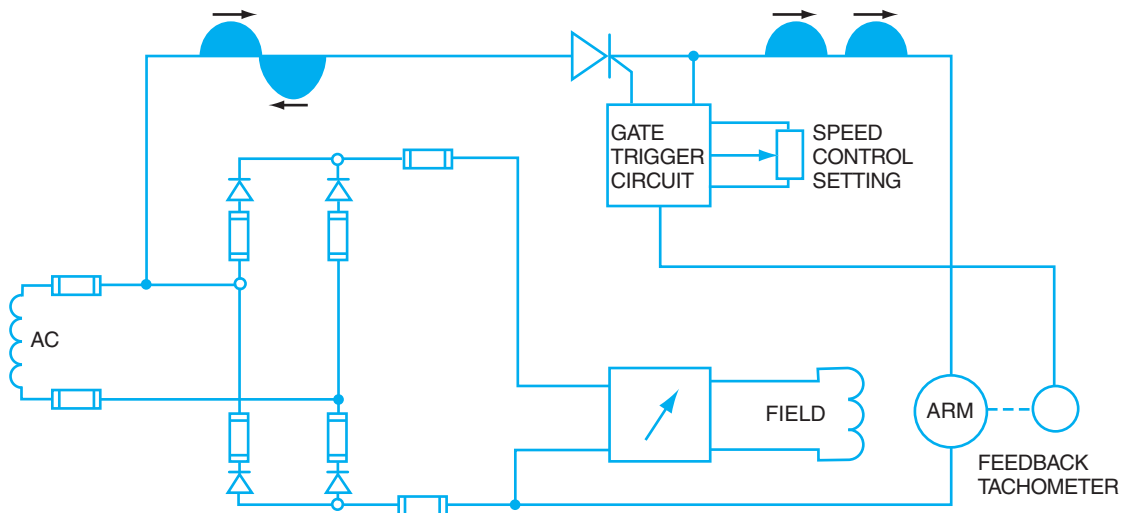 GATE
TRIGGER
CIRCUIT
SPEED
CONTROL
SETTING
AC
FIELD
ARM
FEEDBACK
TACHOMETER